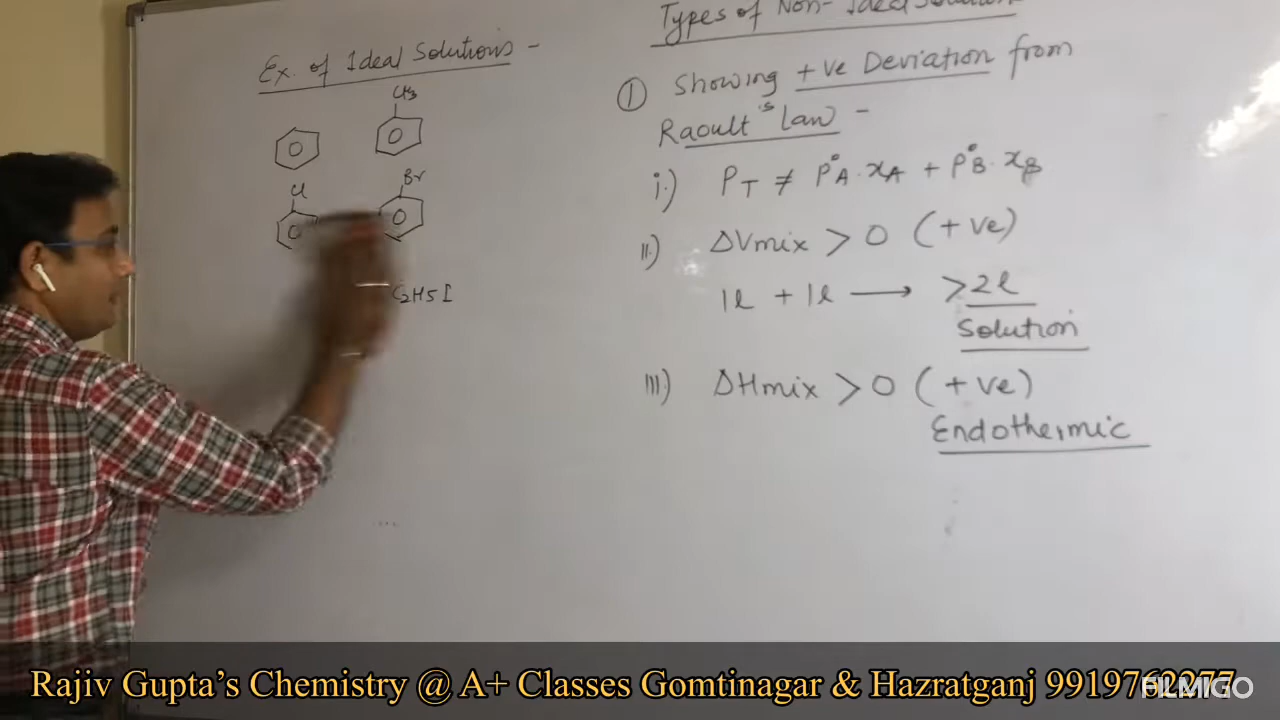 Ex. of Ideal Solutions -
CH3
Cl
Br
C2H5I
Types of Non-Ideal Solution
① Showing +ve Deviation from
Raoult's Law -
i.) PT ≠ P°A.xA + P°B.xB
ii.) ΔVmix > 0 (+ve)
1l + 1l ⟶ >2l
Solution
iii) ΔHmix > 0 (+ve)
Endothermic
Rajiv Gupta's Chemistry @ A+ Classes Gomtinagar & Hazratganj 9919762277
FILMIGO